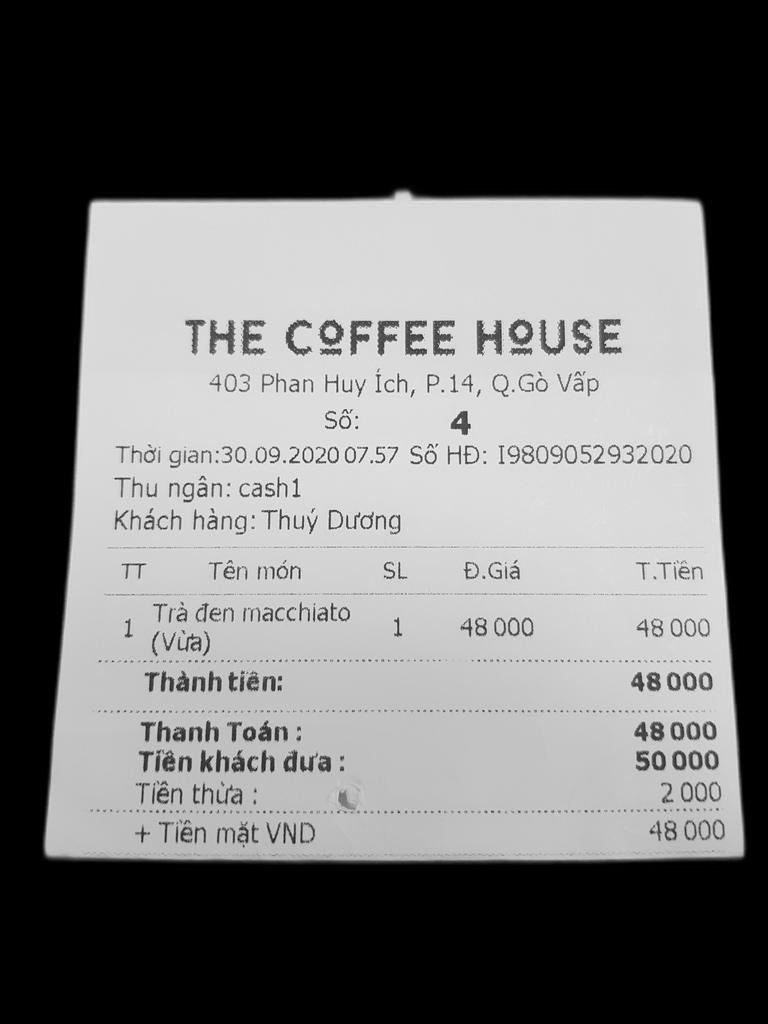 THE COFFEE HOUSE
403 Phan Huy Ích, P.14, Q.Gò Vấp
Số: 4
Thời gian:30.09.2020 07.57 Số HĐ: I9809052932020
Thu ngân: cash1
Khách hàng: Thuý Dương
TT Tên món SL Đ.Giá T.Tiền
1 Trà đen macchiato (Vừa) 1 48 000 48 000
Thành tiền: 48 000
Thanh Toán : 48 000
Tiền khách đưa : 50 000
Tiền thừa : 2 000
+ Tiền mặt VND 48 000